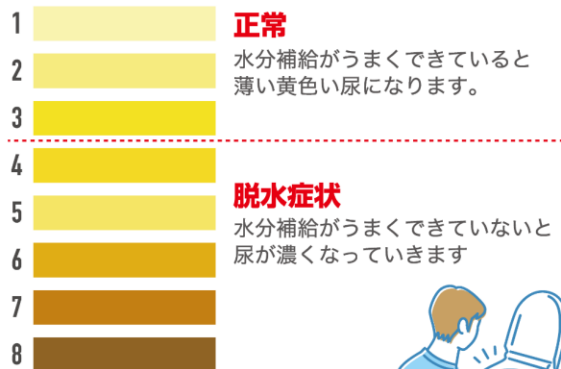 1
正常
水分補給がうまくできていると
2
薄い黄色い尿になります。
3
4
脱水症状
5
水分補給がうまくできていないと
尿が濃くなっていきます
6
7
8